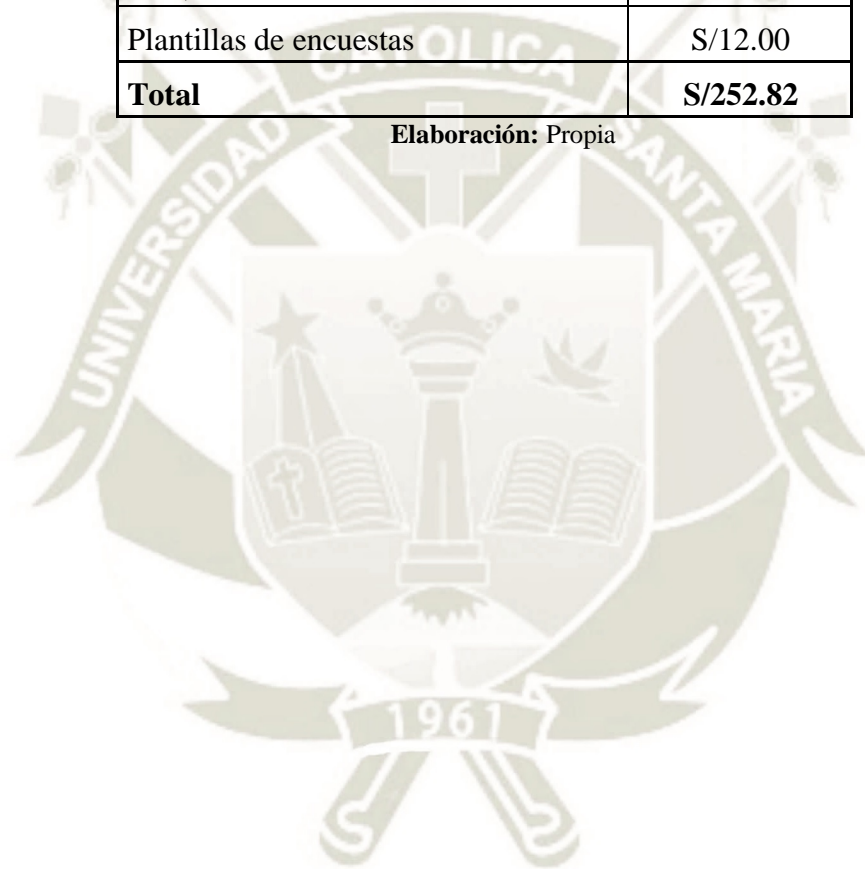 Plantillas de encuestas S/12.00
Total S/252.82
Elaboración: Propia
UNIVERSIDAD CATOLICA SANTA MARIA
1961